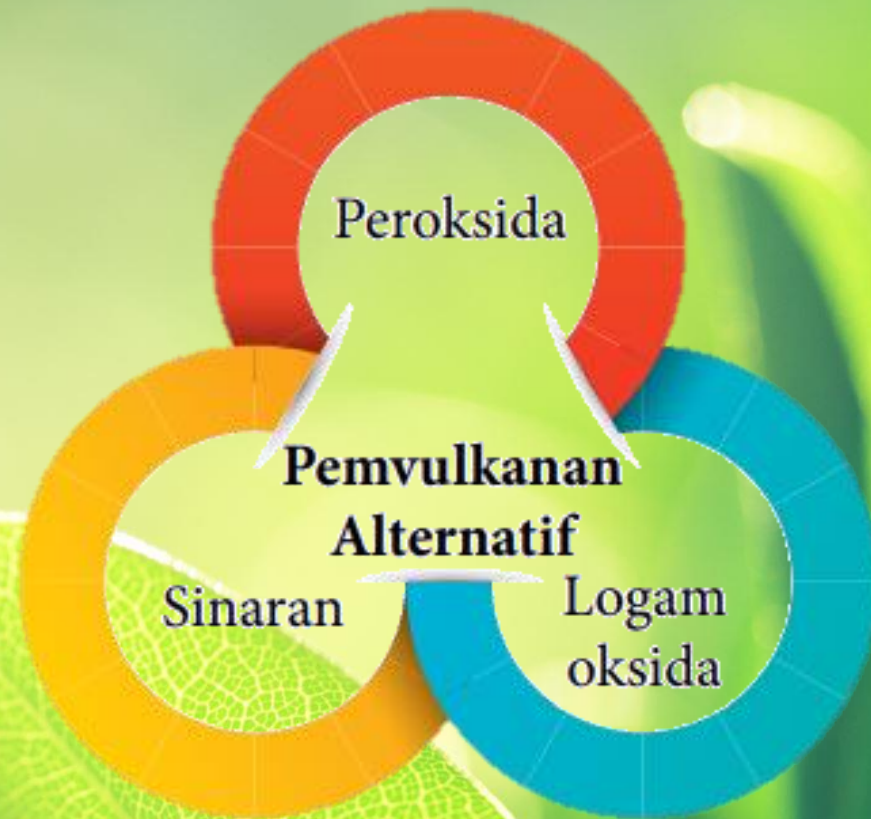 Peroksida
Pemvulkanan
Alternatif
Sinaran
Logam
oksida